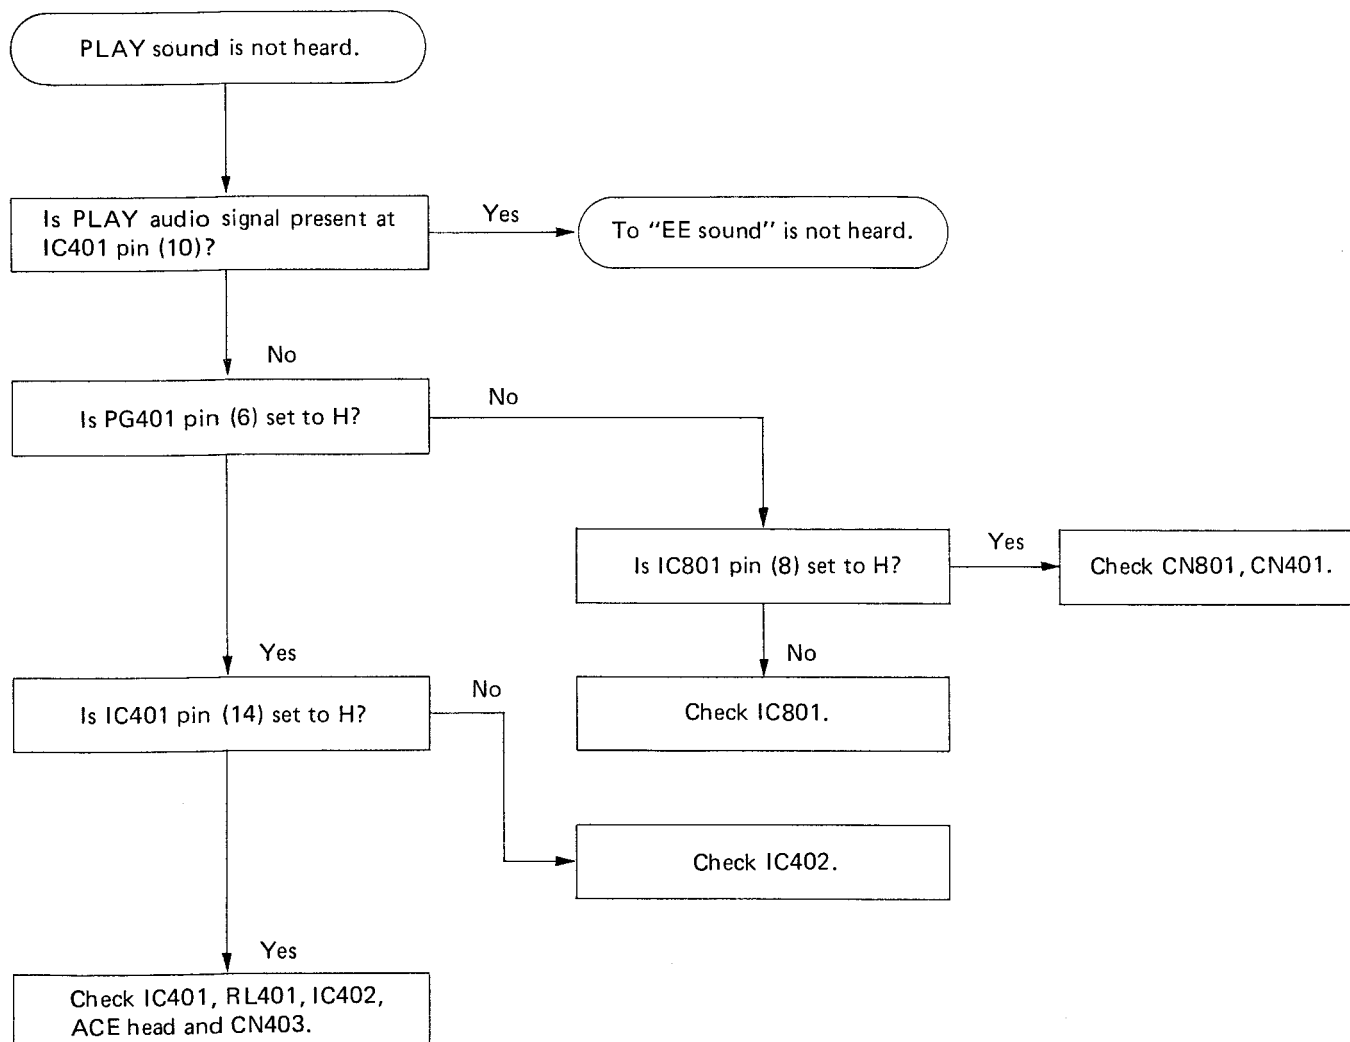 PLAY sound is not heard.
Is PLAY audio signal present at
IC401 pin (10)?
Yes
To “EE sound” is not heard.
No
Is PG401 pin (6) set to H?
No
Is IC801 pin (8) set to H?
Yes
Check CN801, CN401.
No
Check IC801.
Yes
Is IC401 pin (14) set to H?
No
Check IC402.
Yes
Check IC401, RL401, IC402,
ACE head and CN403.